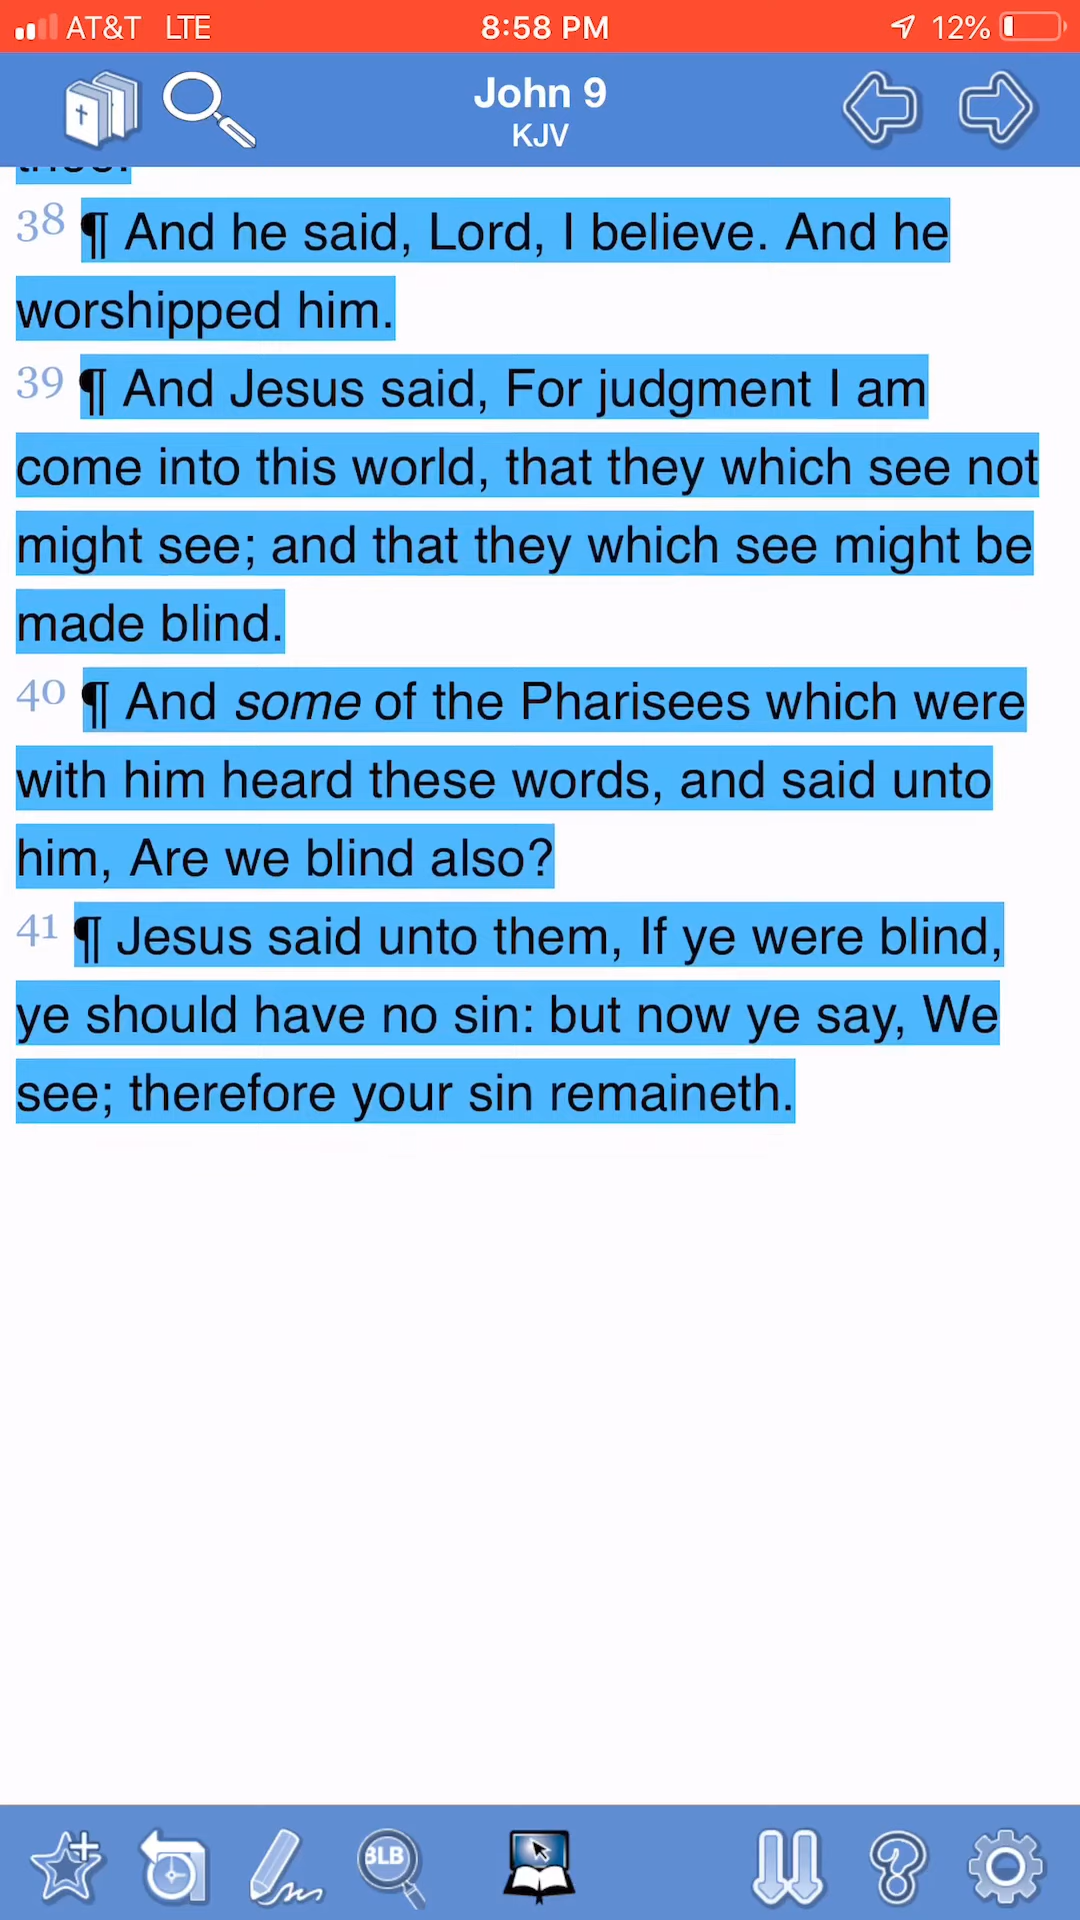 AT&T LTE 8:58 PM 12%
John 9
KJV
38 ¶ And he said, Lord, I believe. And he
worshipped him.
39 ¶ And Jesus said, For judgment I am
come into this world, that they which see not
might see; and that they which see might be
made blind.
40 ¶ And some of the Pharisees which were
with him heard these words, and said unto
him, Are we blind also?
41 ¶ Jesus said unto them, If ye were blind,
ye should have no sin: but now ye say, We
see; therefore your sin remaineth.
BLB